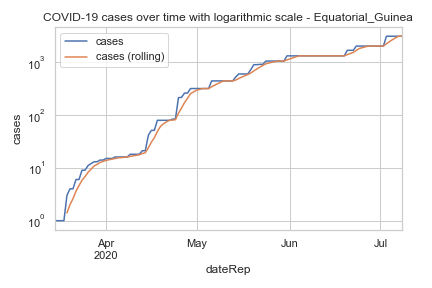 COVID-19 cases over time with logarithmic scale - Equatorial_Guinea
cases
cases (rolling)
10³
10²
10¹
10⁰
cases
Apr
2020
May
Jun
Jul
dateRep